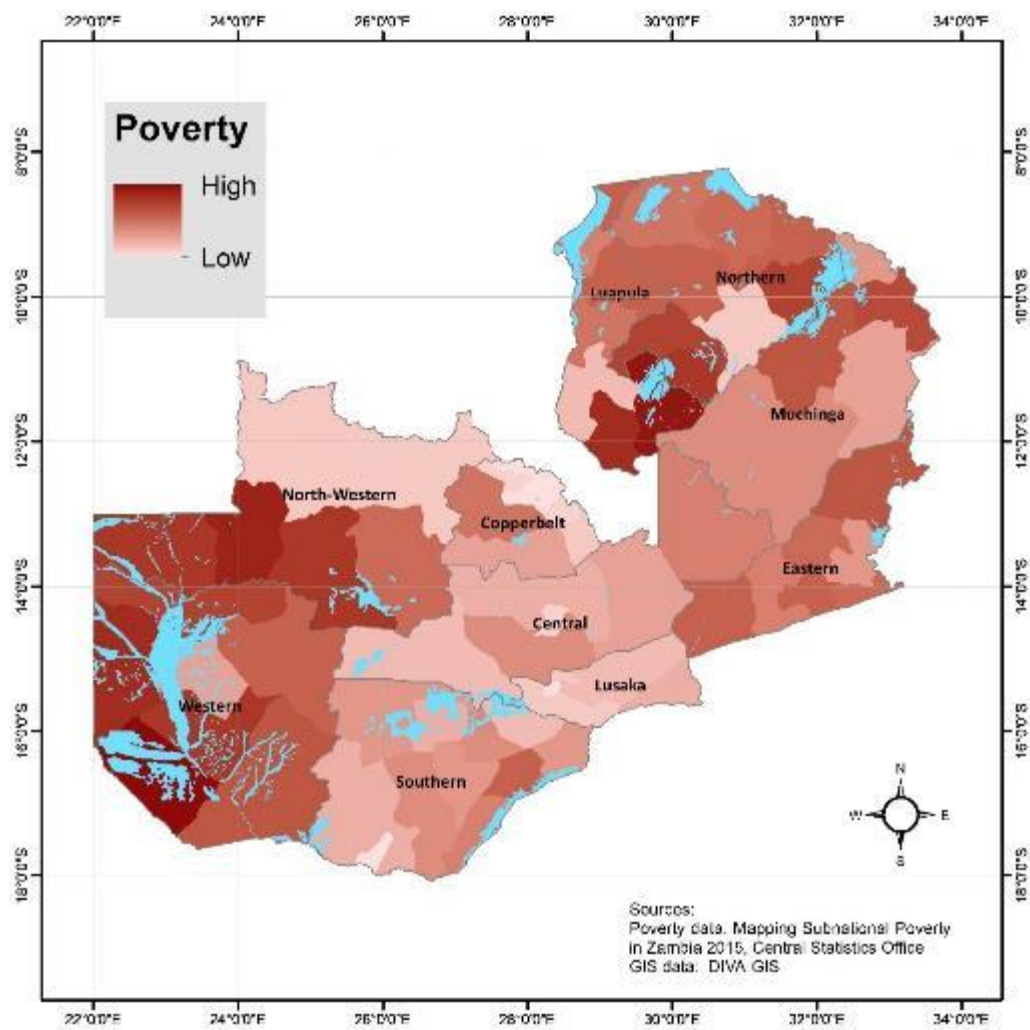 22°0'0"E 24°0'0"E 26°0'0"E 28°0'0"E 30°0'0"E 32°0'0"E 34°0'0"E
Poverty
High
Low
8°0'0"S 8°0'0"S
10°0'0"S 10°0'0"S
12°0'0"S 12°0'0"S
14°0'0"S 14°0'0"S
16°0'0"S 16°0'0"S
18°0'0"S 18°0'0"S
Northern
Luapula
Muchinga
North-Western
Copperbelt
Eastern
Central
Lusaka
Western
Southern
N
W E
S
Sources:
Poverty data. Mapping Subnational Poverty
in Zambia 2015, Central Statistics Office
GIS data: DIVA GIS
22°0'0"E 24°0'0"E 26°0'0"E 28°0'0"E 30°0'0"E 32°0'0"E 34°0'0"E